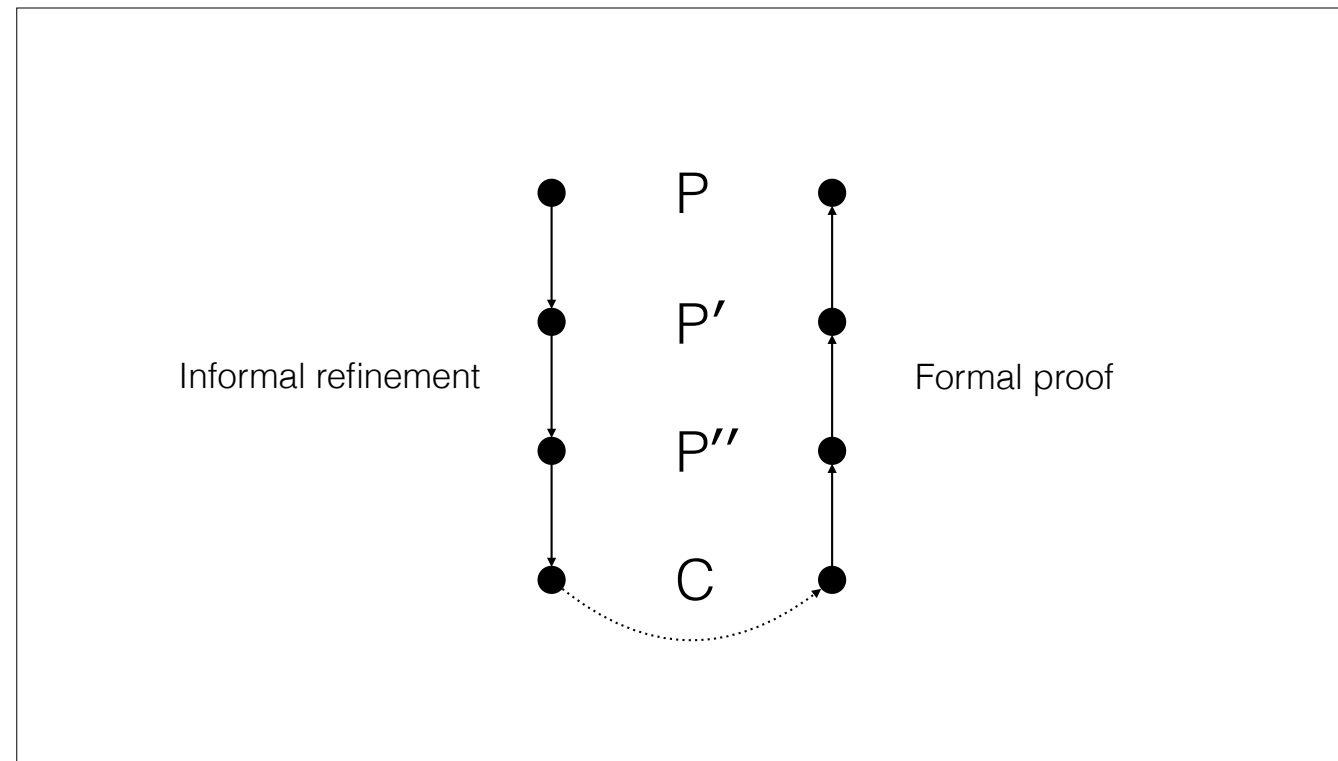 P
P′
Informal refinement
Formal proof
P′′
C